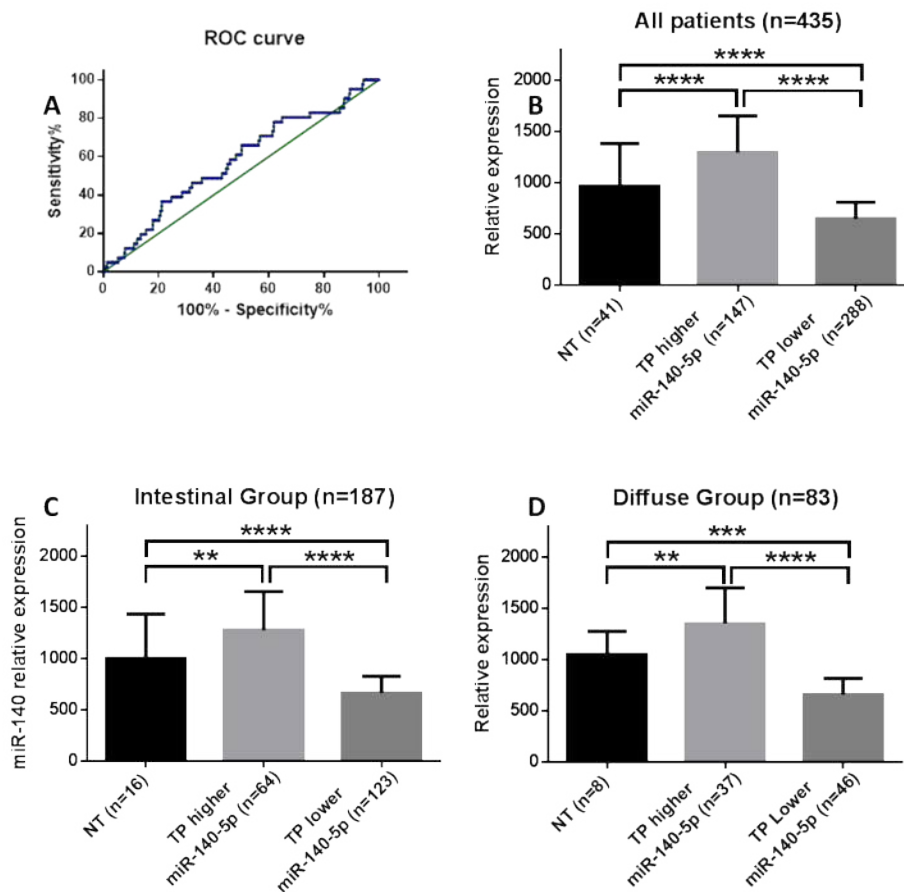 ROC curve
A
Sensitivity%
100
80
60
40
20
0
0 20 40 60 80 100
100% - Specificity%
All patients (n=435)
B
Relative expression
2000
1500
1000
500
0
****
**** ****
NT (n=41)
TP higher
miR-140-5p (n=147)
TP lower
miR-140-5p (n=288)
C
Intestinal Group (n=187)
miR-140 relative expression
2000
1500
1000
500
0
****
** ****
NT (n=16)
TP higher
miR-140-5p (n=64)
TP lower
miR-140-5p (n=123)
D
Diffuse Group (n=83)
Relative expression
2000
1500
1000
500
0
***
** ****
NT (n=8)
TP higher
miR-140-5p (n=37)
TP Lower
miR-140-5p (n=46)